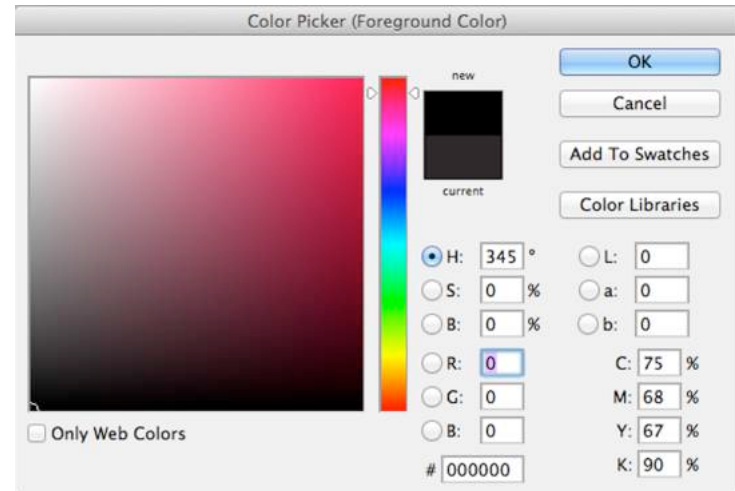 Color Picker (Foreground Color)
new
current
OK
Cancel
Add To Swatches
Color Libraries
H: 345 °
S: 0 %
B: 0 %
R: 0
G: 0
B: 0
# 000000
L: 0
a: 0
b: 0
C: 75 %
M: 68 %
Y: 67 %
K: 90 %
Only Web Colors